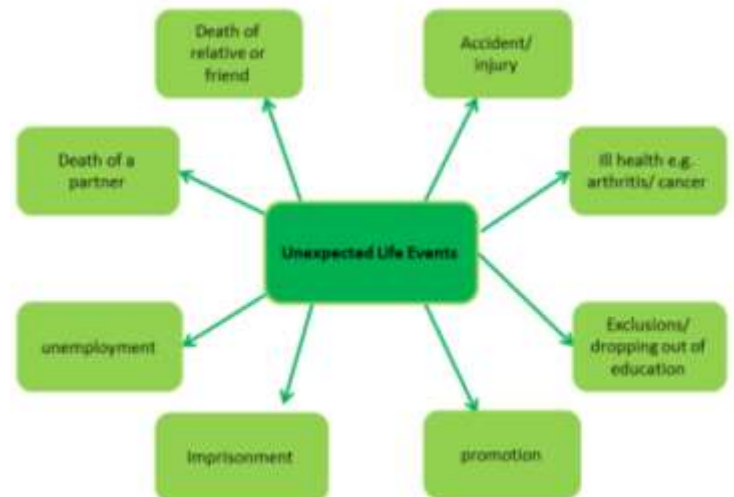 Death of
relative or
friend
Accident/
injury
Death of a
partner
Ill health e.g.
arthritis/ cancer
Unexpected Life Events
unemployment
Exclusions/
dropping out of
education
Imprisonment
promotion